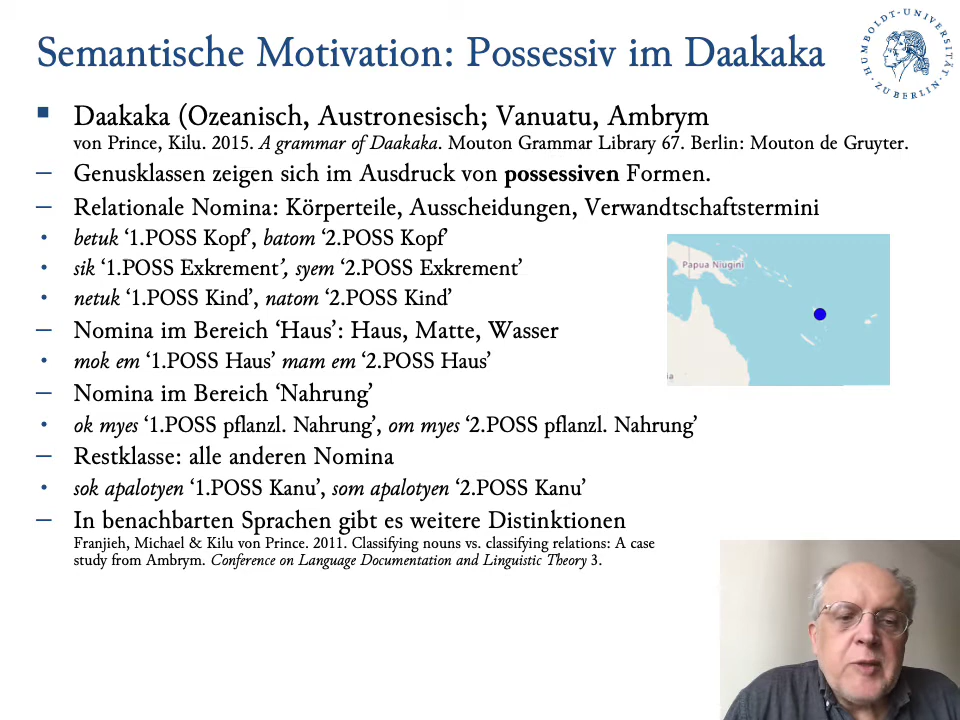 Semantische Motivation: Possessiv im Daakaka
HUMBOLDT-UNIVERSITÄT ZU BERLIN
Daakaka (Ozeanisch, Austronesisch; Vanuatu, Ambrym
von Prince, Kilu. 2015. A grammar of Daakaka. Mouton Grammar Library 67. Berlin: Mouton de Gruyter.
– Genusklassen zeigen sich im Ausdruck von possessiven Formen.
– Relationale Nomina: Körperteile, Ausscheidungen, Verwandtschaftstermini
• betuk ‘1.POSS Kopf’, batom ‘2.POSS Kopf’
• sik ‘1.POSS Exkrement’, syem ‘2.POSS Exkrement’
• netuk ‘1.POSS Kind’, natom ‘2.POSS Kind’
– Nomina im Bereich ‘Haus’: Haus, Matte, Wasser
• mok em ‘1.POSS Haus’ mam em ‘2.POSS Haus’
– Nomina im Bereich ‘Nahrung’
• ok myes ‘1.POSS pflanzl. Nahrung’, om myes ‘2.POSS pflanzl. Nahrung’
– Restklasse: alle anderen Nomina
• sok apalotyen ‘1.POSS Kanu’, som apalotyen ‘2.POSS Kanu’
– In benachbarten Sprachen gibt es weitere Distinktionen
Franjieh, Michael & Kilu von Prince. 2011. Classifying nouns vs. classifying relations: A case
study from Ambrym. Conference on Language Documentation and Linguistic Theory 3.
Papua Niugini